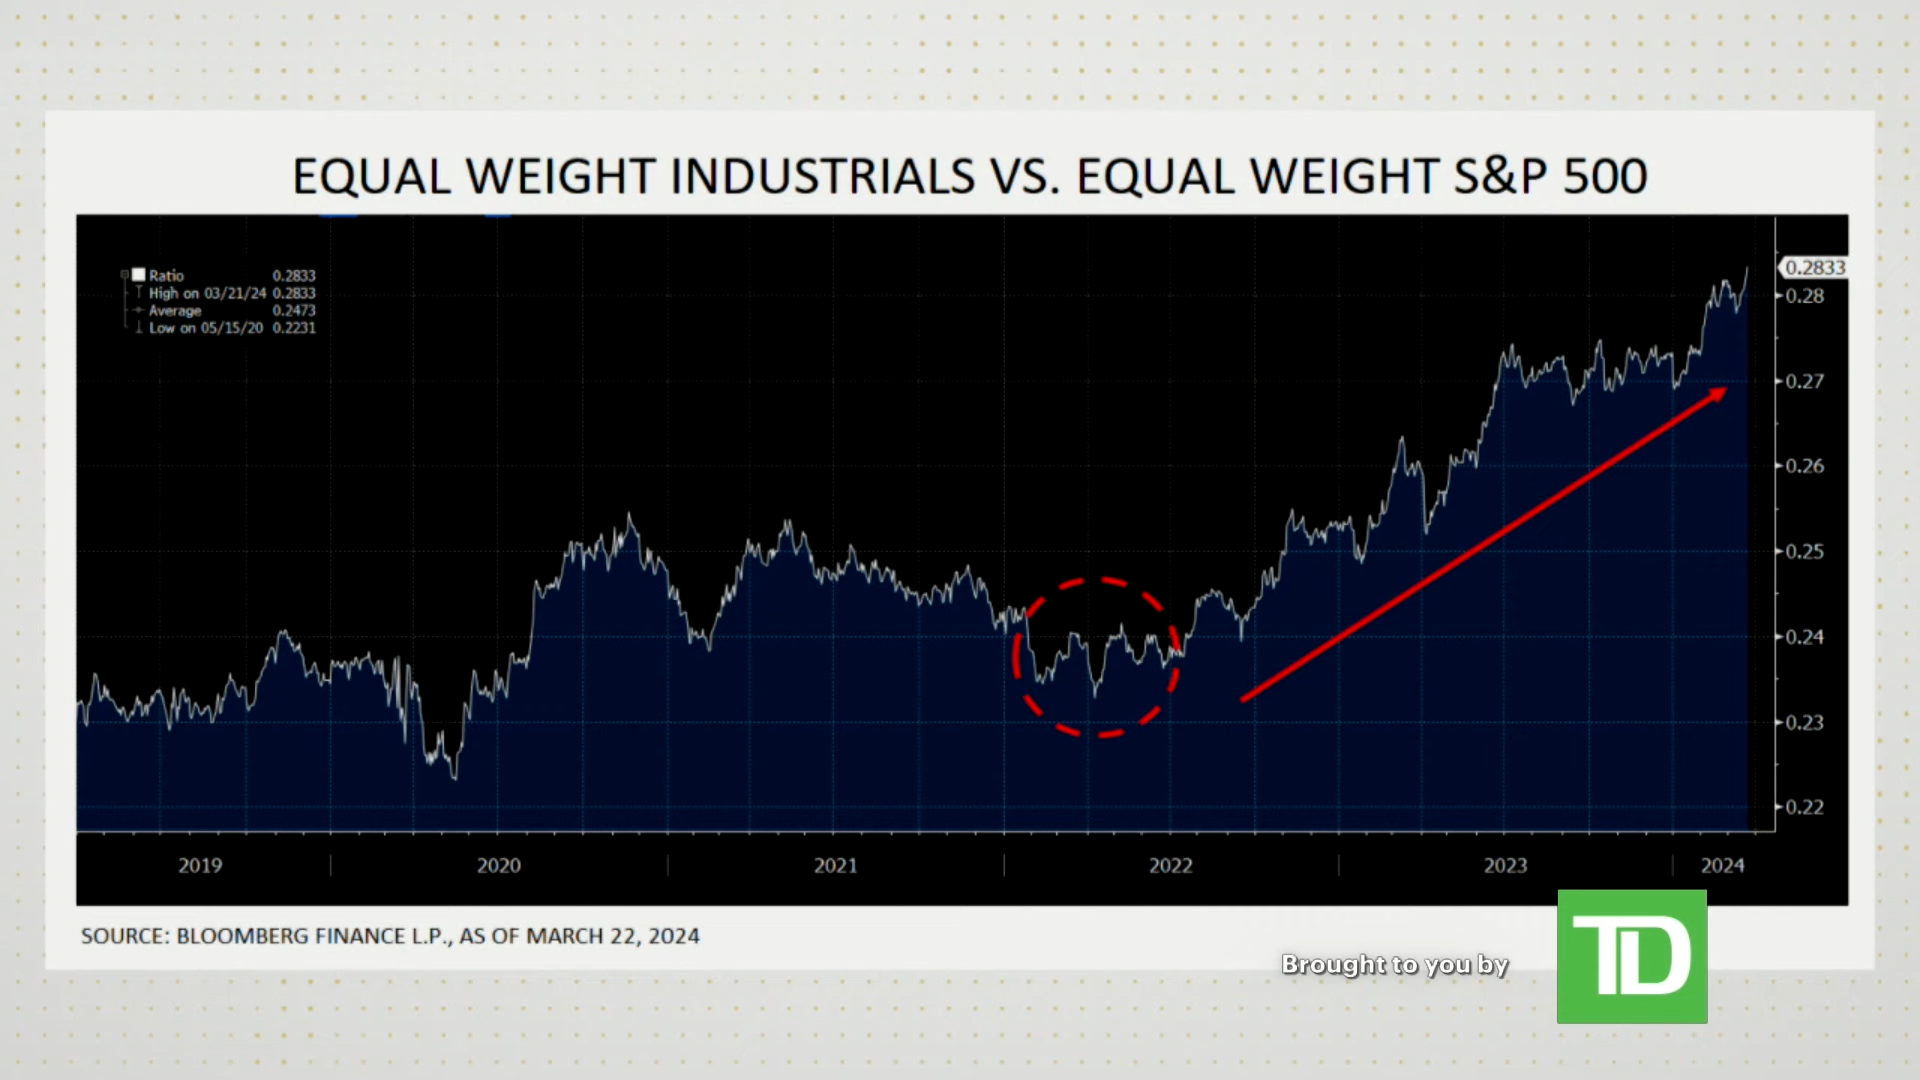 EQUAL WEIGHT INDUSTRIALS VS. EQUAL WEIGHT S&P 500
Ratio 0.2833
High on 03/21/24 0.2833
Average 0.2473
Low on 05/15/20 0.2231
0.2833
0.28
0.27
0.26
0.25
0.24
0.23
0.22
2019 2020 2021 2022 2023 2024
SOURCE: BLOOMBERG FINANCE L.P., AS OF MARCH 22, 2024
Brought to you by
TD